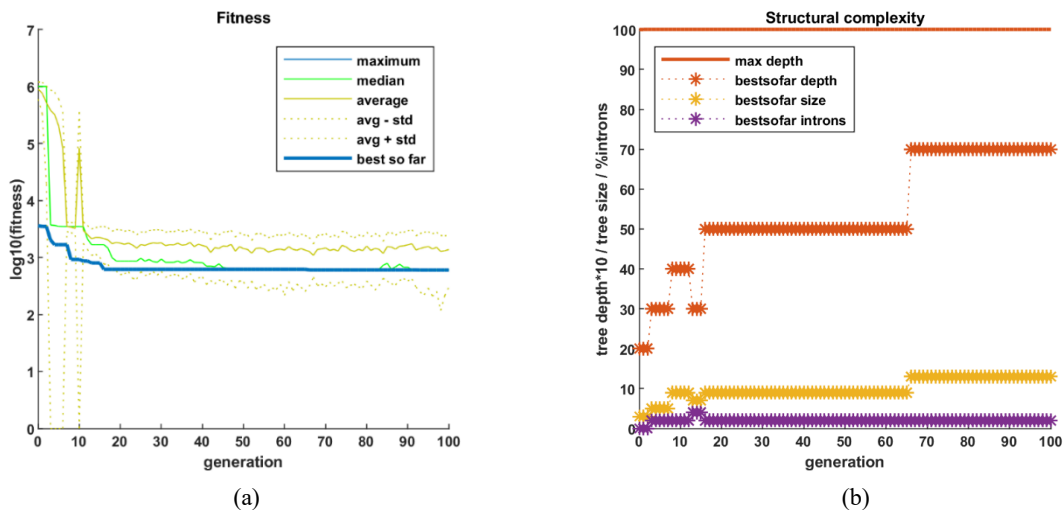 Fitness
7
6
5
4
3
2
1
0
log10(fitness)
maximum
median
average
avg - std
avg + std
best so far
0 10 20 30 40 50 60 70 80 90 100
generation
(a)
Structural complexity
100
90
80
70
60
50
40
30
20
10
0
tree depth*10 / tree size / %introns
max depth
bestsofar depth
bestsofar size
bestsofar introns
0 10 20 30 40 50 60 70 80 90 100
generation
(b)